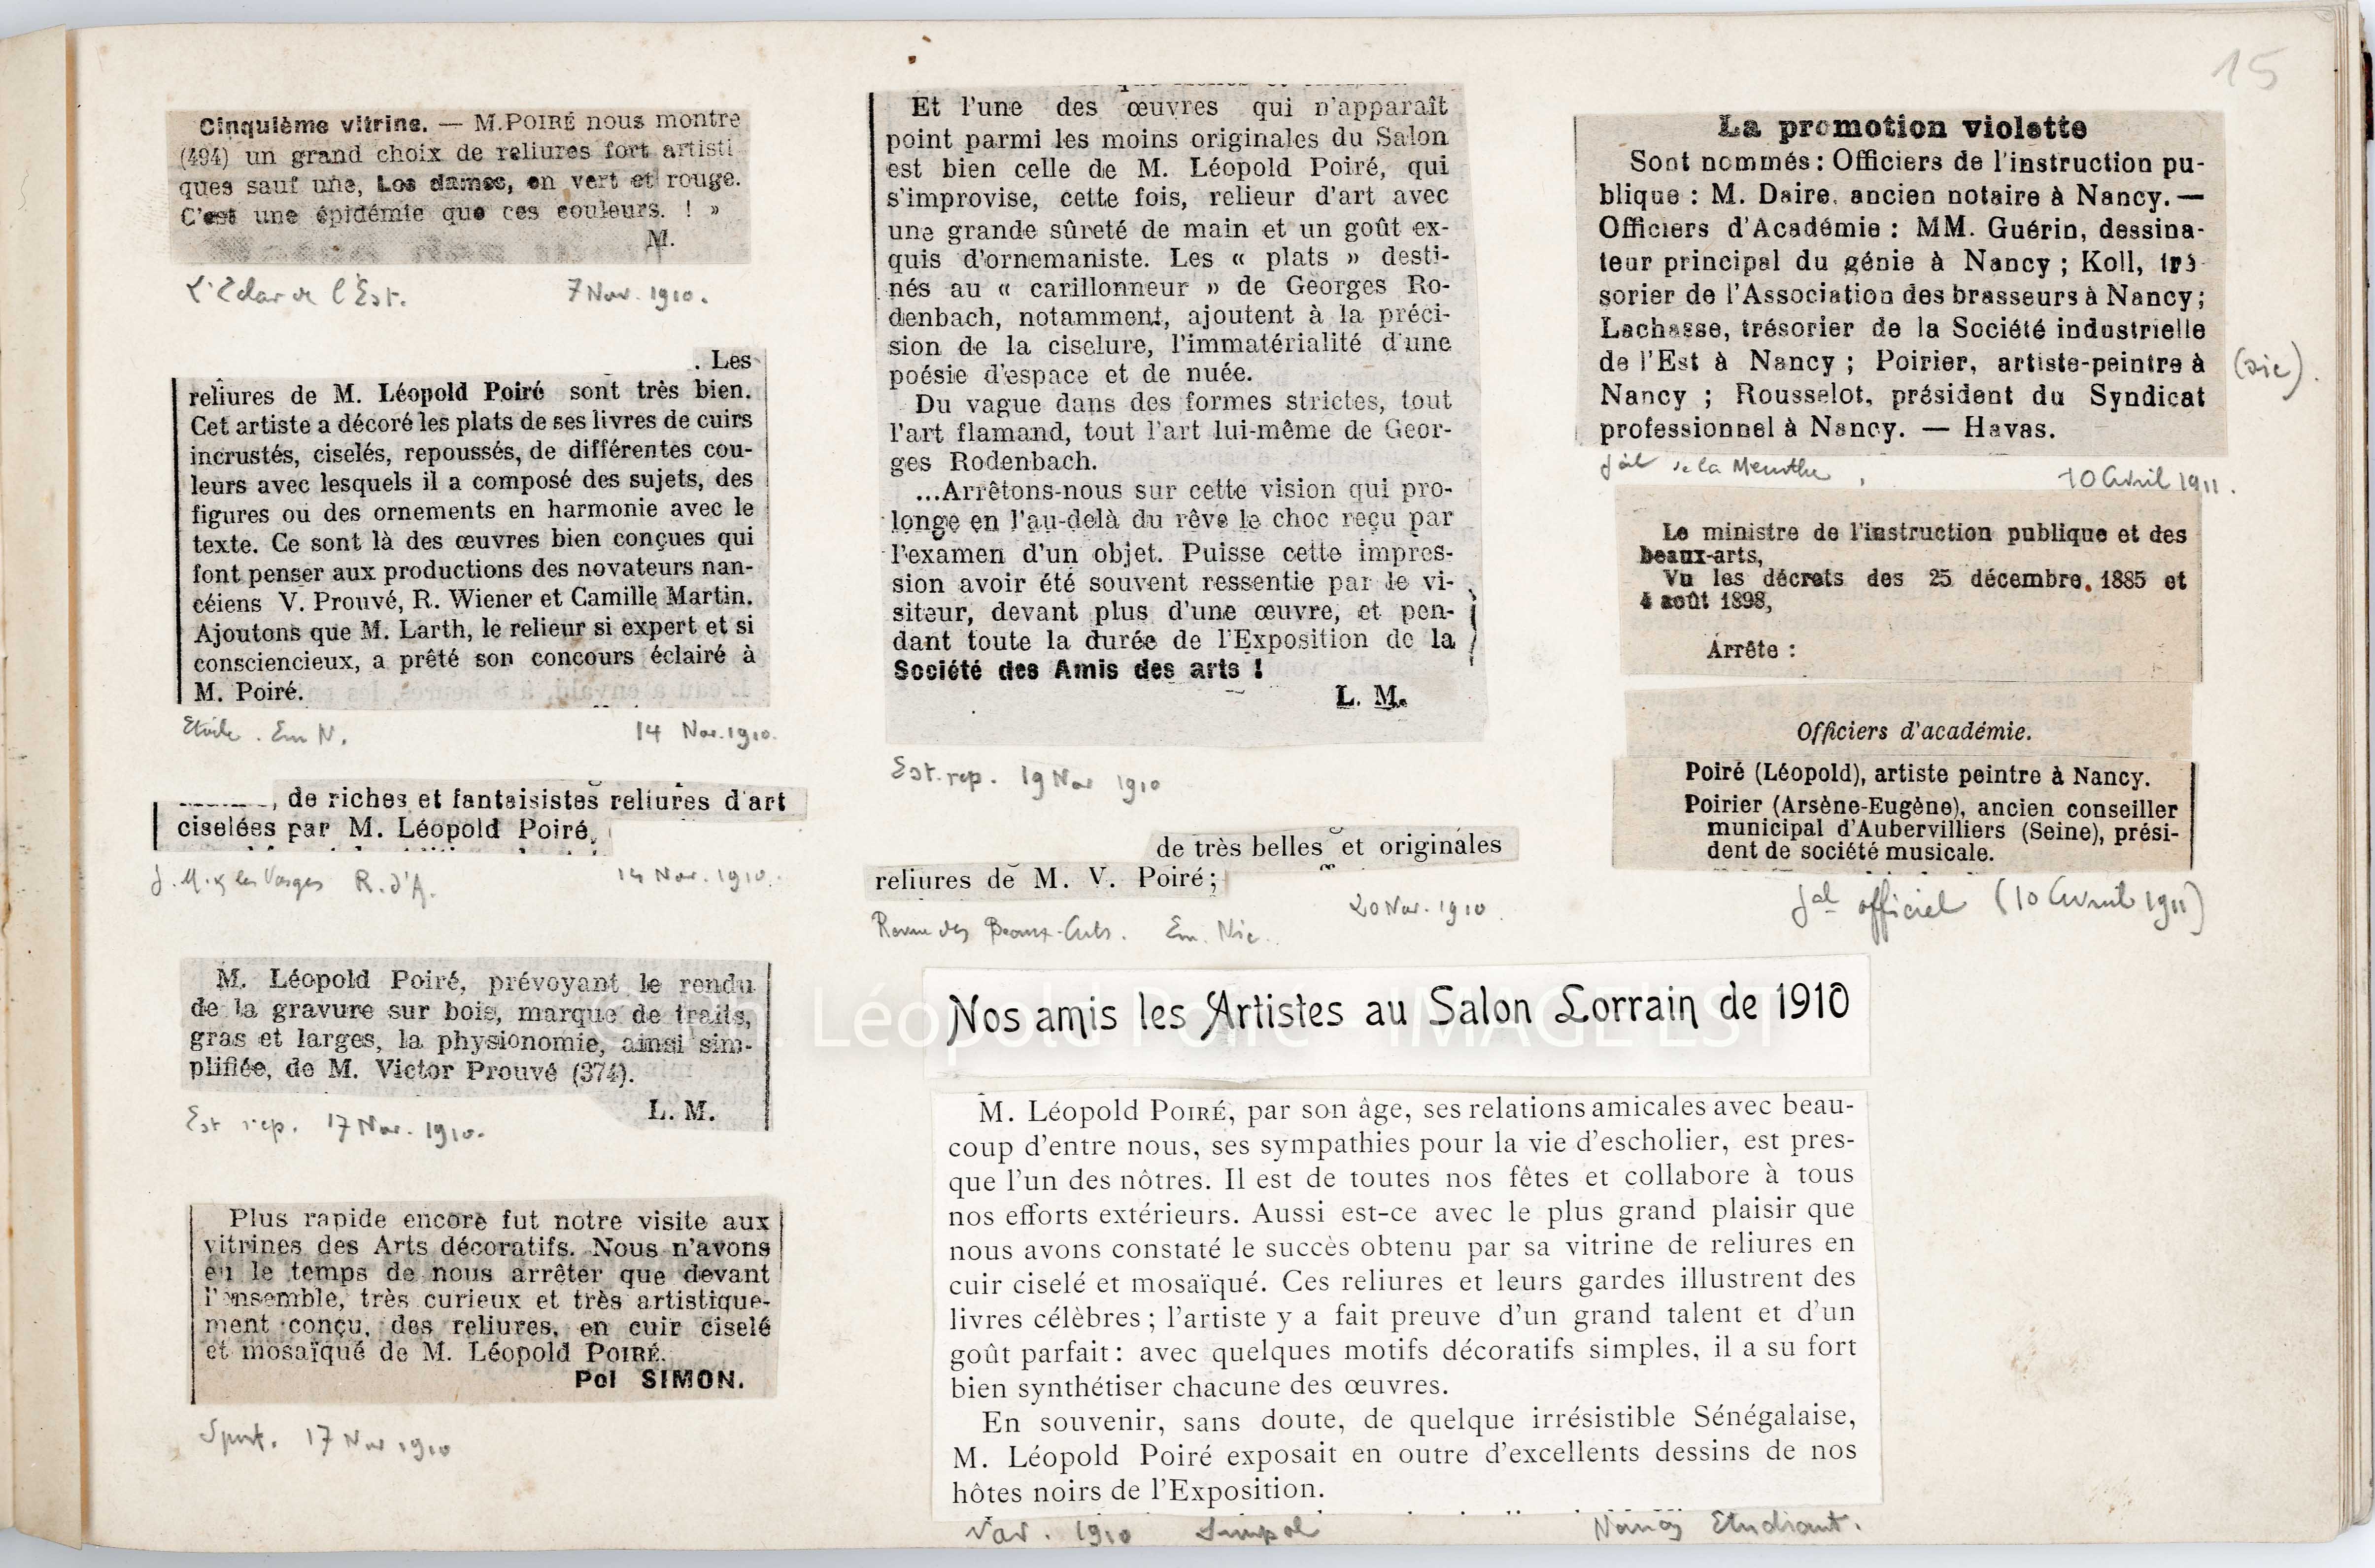 15
Cinquième vitrine. — M. POIRÉ nous montre
(494) un grand choix de reliures fort artisti
ques sauf une, Les dames, en vert et rouge.
C'est une épidémie que ces couleurs. ! »
M.
L'Eclair de l'Est. 7 Nov. 1910.
. Les
reliures de M. Léopold Poiré sont très bien.
Cet artiste a décoré les plats de ses livres de cuirs
incrustés, ciselés, repoussés, de différentes cou-
leurs avec lesquels il a composé des sujets, des
figures ou des ornements en harmonie avec le
texte. Ce sont là des œuvres bien conçues qui
font penser aux productions des novateurs nan-
céiens V. Prouvé, R. Wiener et Camille Martin.
Ajoutons que M. Larth, le relieur si expert et si
consciencieux, a prêté son concours éclairé à
M. Poiré.
Etoile. Em N. 14 Nov. 1910.
, de riches et fantaisistes reliures d'art
ciselées par M. Léopold Poiré,
J. M. & les Vosges R. d'A. 14 Nov. 1910.
M. Léopold Poiré, prévoyant le rendu
de la gravure sur bois, marque de traits,
gras et larges, la physionomie, ainsi sim-
plifiée, de M. Victor Prouvé (374).
L. M.
Est rep. 17 Nov. 1910.
Plus rapide encore fut notre visite aux
vitrines des Arts décoratifs. Nous n'avons
eu le temps de nous arrêter que devant
l'ensemble, très curieux et très artistique-
ment conçu, des reliures, en cuir ciselé
et mosaïqué de M. Léopold POIRÉ.
Pol SIMON.
Sport. 17 Nov. 1910
Et l'une des œuvres qui n'apparaît
point parmi les moins originales du Salon
est bien celle de M. Léopold Poiré, qui
s'improvise, cette fois, relieur d'art avec
une grande sûreté de main et un goût ex-
quis d'ornemaniste. Les « plats » desti-
nés au « carillonneur » de Georges Ro-
denbach, notamment, ajoutent à la préci-
sion de la ciselure, l'immatérialité d'une
poésie d'espace et de nuée.
Du vague dans des formes strictes, tout
l'art flamand, tout l'art lui-même de Geor-
ges Rodenbach.
...Arrêtons-nous sur cette vision qui pro-
longe en l'au-delà du rêve le choc reçu par
l'examen d'un objet. Puisse cette impres-
sion avoir été souvent ressentie par le vi-
siteur, devant plus d'une œuvre, et pen-
dant toute la durée de l'Exposition de la
Société des Amis des arts !
L. M.
Est. rep. 19 Nov 1910
de très belles et originales
reliures de M. V. Poiré;
Revue des Beaux-Arts. Em. Nic. 20 Nov. 1910
Nos amis les Artistes au Salon Lorrain de 1910
© Ph. Léopold Poiré - IMAGE'EST
M. Léopold POIRÉ, par son âge, ses relations amicales avec beau-
coup d'entre nous, ses sympathies pour la vie d'escholier, est pres-
que l'un des nôtres. Il est de toutes nos fêtes et collabore à tous
nos efforts extérieurs. Aussi est-ce avec le plus grand plaisir que
nous avons constaté le succès obtenu par sa vitrine de reliures en
cuir ciselé et mosaïqué. Ces reliures et leurs gardes illustrent des
livres célèbres ; l'artiste y a fait preuve d'un grand talent et d'un
goût parfait : avec quelques motifs décoratifs simples, il a su fort
bien synthétiser chacune des œuvres.
En souvenir, sans doute, de quelque irrésistible Sénégalaise,
M. Léopold Poiré exposait en outre d'excellents dessins de nos
hôtes noirs de l'Exposition.
1910 Nancy Etudiant.
La promotion violette
Sont nommés : Officiers de l'instruction pu-
blique : M. Daire, ancien notaire à Nancy. —
Officiers d'Académie : MM. Guérin, dessina-
teur principal du génie à Nancy ; Koll, tré-
sorier de l'Association des brasseurs à Nancy ;
Lachasse, trésorier de la Société industrielle
de l'Est à Nancy ; Poirier, artiste-peintre à
Nancy ; Rousselot, président du Syndicat
professionnel à Nancy. — Havas.
(sic).
Jal de la Meurthe, 10 Avril 1911.
Le ministre de l'instruction publique et des
beaux-arts,
Vu les décrets des 25 décembre, 1885 et
4 août 1898,
Arrête :
Officiers d'académie.
Poiré (Léopold), artiste peintre à Nancy.
Poirier (Arsène-Eugène), ancien conseiller
municipal d'Aubervilliers (Seine), prési-
dent de société musicale.
Jal officiel (10 Avril 1911)